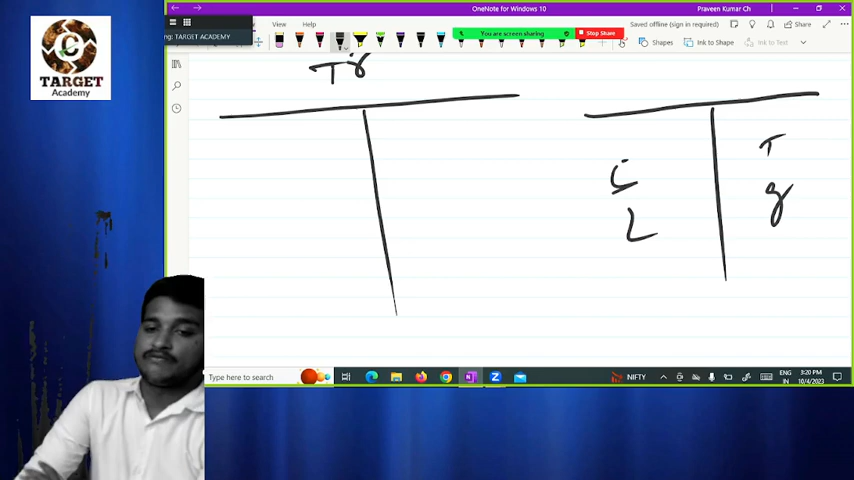 OneNote for Windows 10
Praveen Kumar Ch
View Help
Saved offline (sign in required)
ng: TARGET ACADEMY
You are screen sharing
Stop Share
Share
Shapes
Ink to Shape
Ink to Text
TARGET
Academy
Tr
T
L
Type here to search
NIFTY
ENG
IN
3:20 PM
10/4/2023